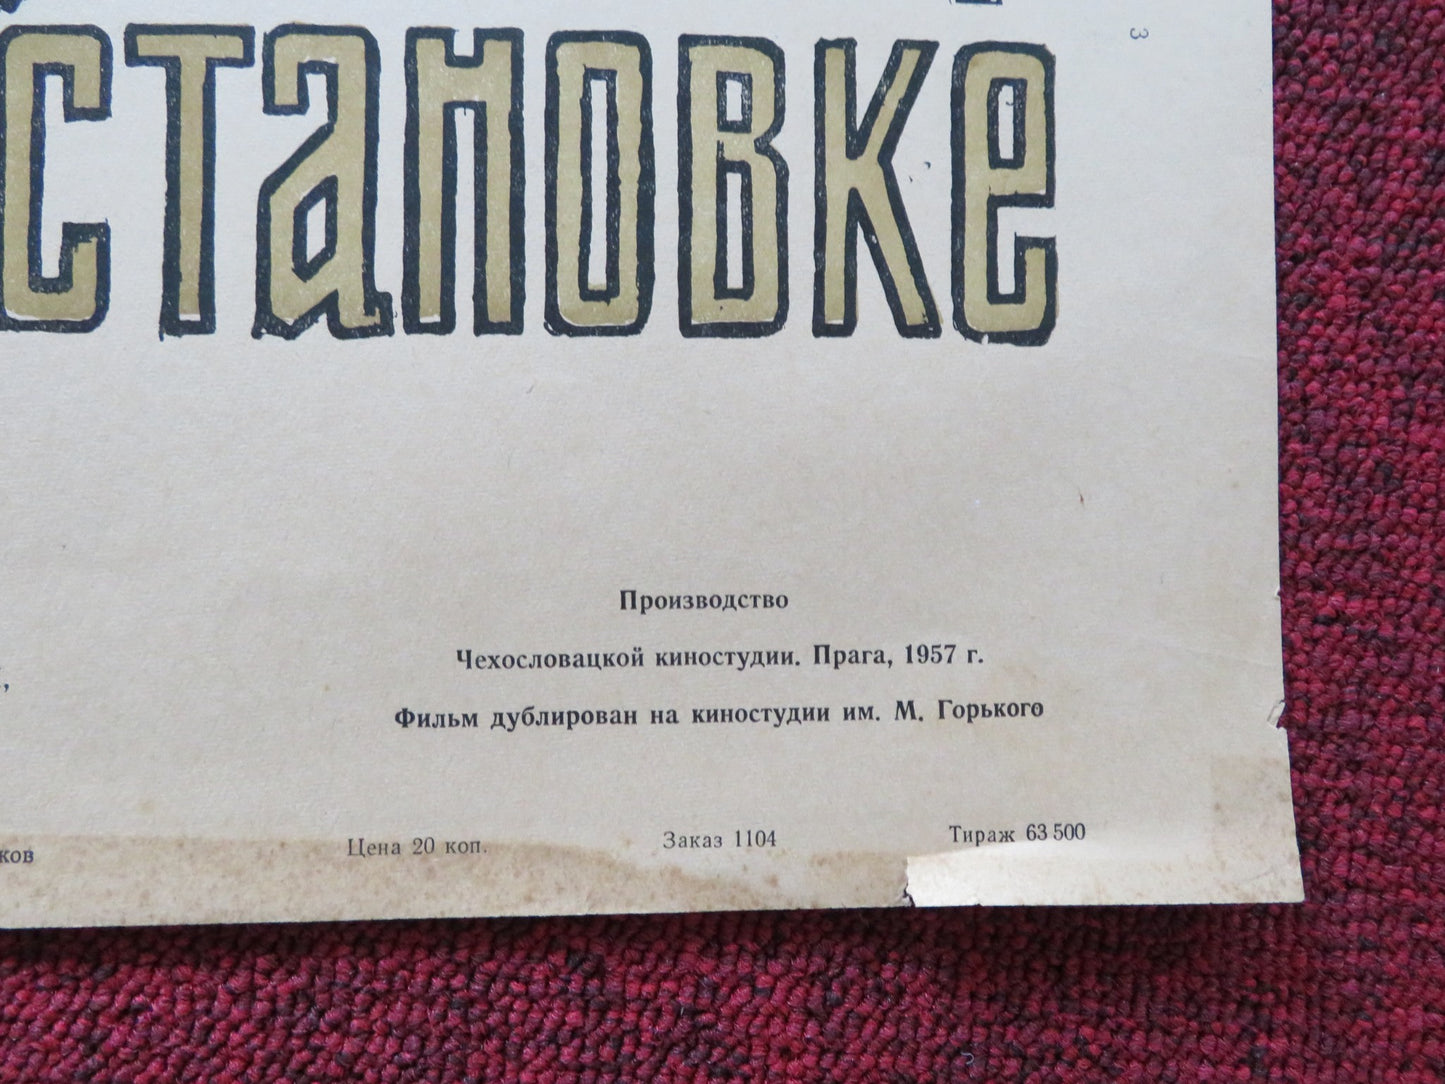 становке
Производство
Чехословацкой киностудии. Прага, 1957 г.
Фильм дублирован на киностудии им. М. Горького
ков Цена 20 коп. Заказ 1104 Тираж 63 500